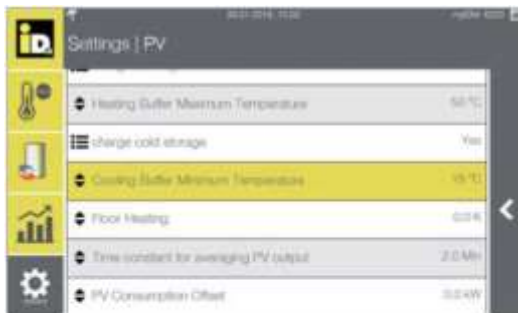 iD.
Settings | PV
Heating Buffer Maximum Temperature 50 °C
charge cold storage Yes
Cooling Buffer Minimum Temperature 15 °C
Floor Heating 0.0 K
Time constant for averaging PV output 2.0 Min
PV Consumption Offset 0.0 kW